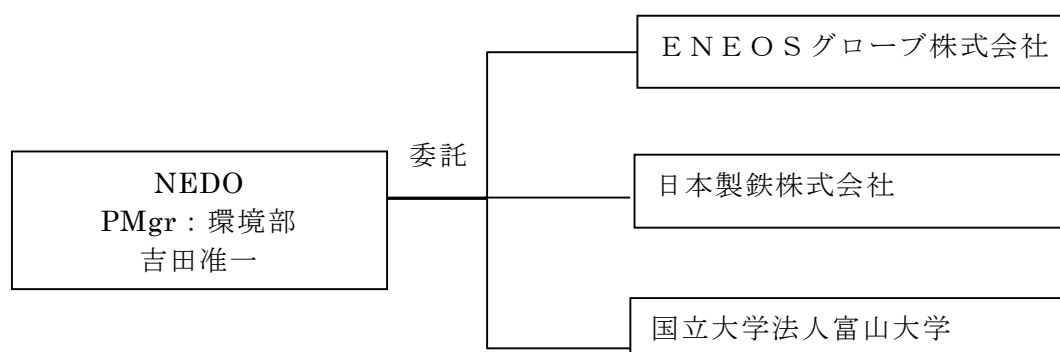 NEDO
PMgr：環境部
吉田准一
委託
ＥＮＥＯＳグローブ株式会社
日本製鉄株式会社
国立大学法人富山大学